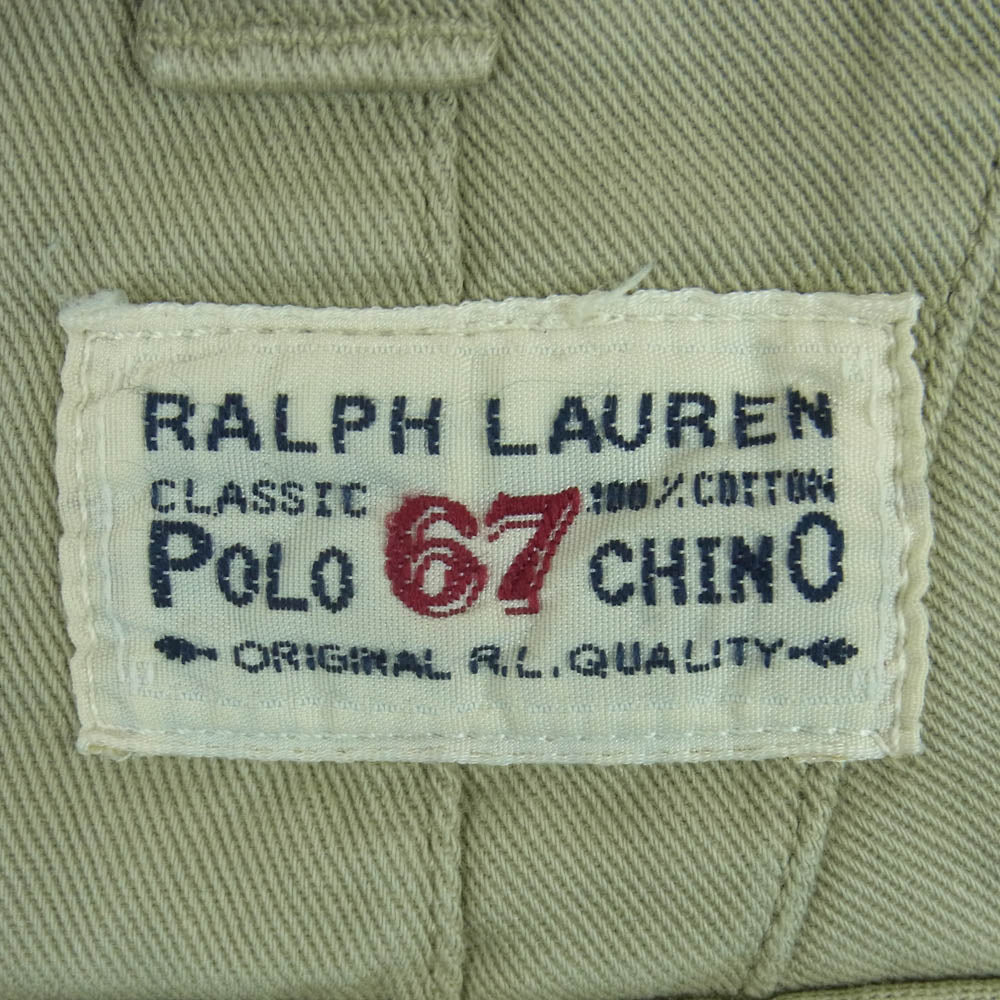 RALPH LAUREN
CLASSIC 67 100% COTTON
POLO CHINO
ORIGINAL R.L. QUALITY